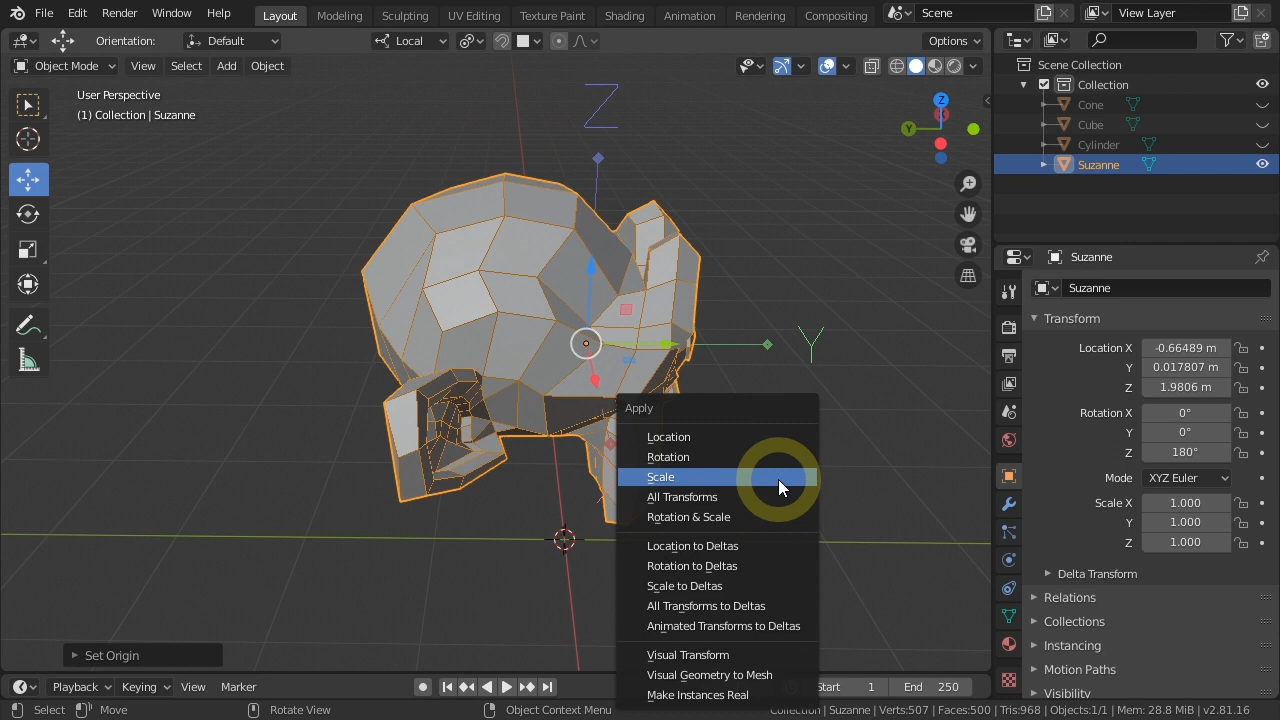 File Edit Render Window Help Layout Modeling Sculpting UV Editing Texture Paint Shading Animation Rendering Compositing Scene View Layer
Orientation: Default Local Options
Object Mode View Select Add Object
User Perspective
(1) Collection | Suzanne
Z
Z
Y
Y
Scene Collection
Collection
Cone
Cube
Cylinder
Suzanne
Suzanne
Suzanne
Transform
Location X -0.66489 m
Y 0.017807 m
Z 1.9806 m
Rotation X 0°
Y 0°
Z 180°
Mode XYZ Euler
Scale X 1.000
Y 1.000
Z 1.000
Delta Transform
Relations
Collections
Instancing
Motion Paths
Visibility
Apply
Location
Rotation
Scale
All Transforms
Rotation & Scale
Location to Deltas
Rotation to Deltas
Scale to Deltas
All Transforms to Deltas
Animated Transforms to Deltas
Visual Transform
Visual Geometry to Mesh
Make Instances Real
Set Origin
Playback Keying View Marker Start 1 End 250
Select Move Rotate View Object Context Menu Collection | Suzanne | Verts:507 | Faces:500 | Tris:968 | Objects:1/1 | Mem: 28.8 MiB | v2.81.16